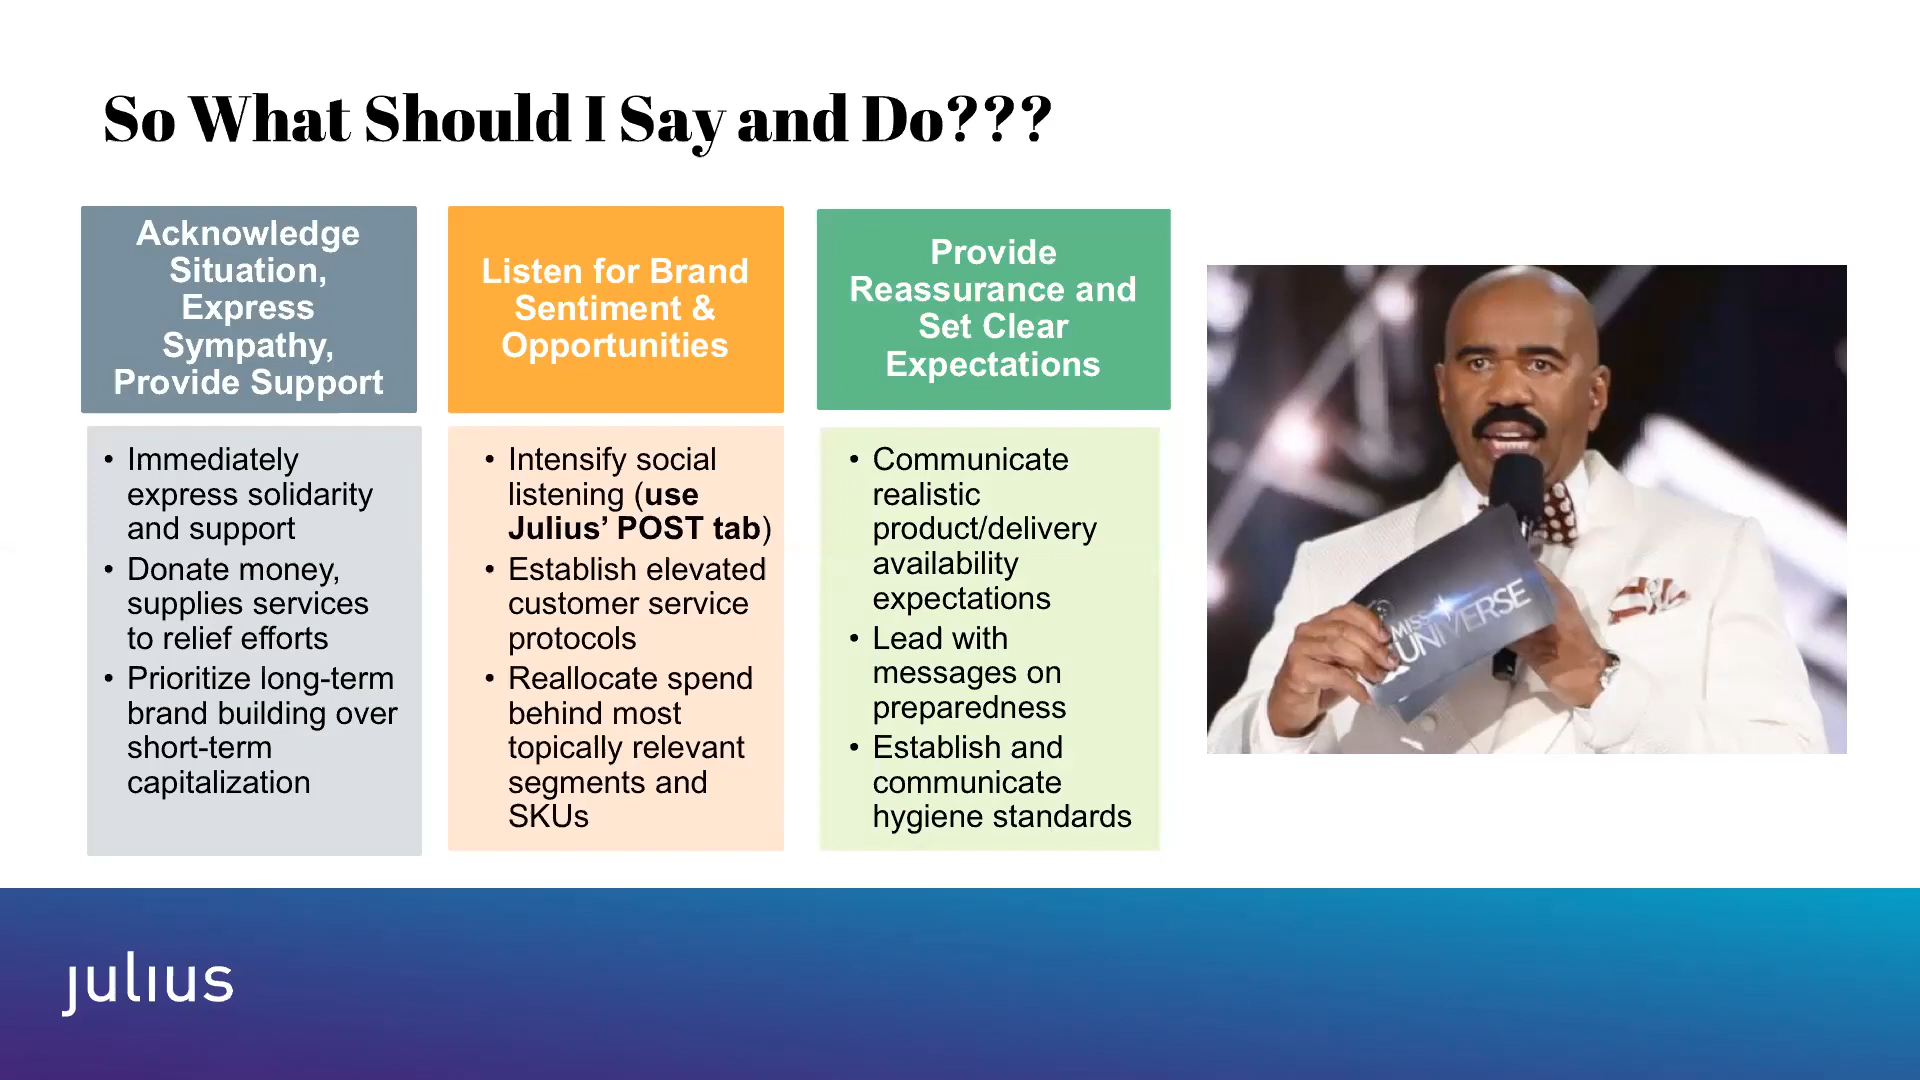 So What Should I Say and Do???
Acknowledge
Situation,
Express
Sympathy,
Provide Support
• Immediately
express solidarity
and support
• Donate money,
supplies services
to relief efforts
• Prioritize long-term
brand building over
short-term
capitalization
Listen for Brand
Sentiment &
Opportunities
• Intensify social
listening (use
Julius’ POST tab)
• Establish elevated
customer service
protocols
• Reallocate spend
behind most
topically relevant
segments and
SKUs
Provide
Reassurance and
Set Clear
Expectations
• Communicate
realistic
product/delivery
availability
expectations
• Lead with
messages on
preparedness
• Establish and
communicate
hygiene standards
MISS
UNIVERSE
julius